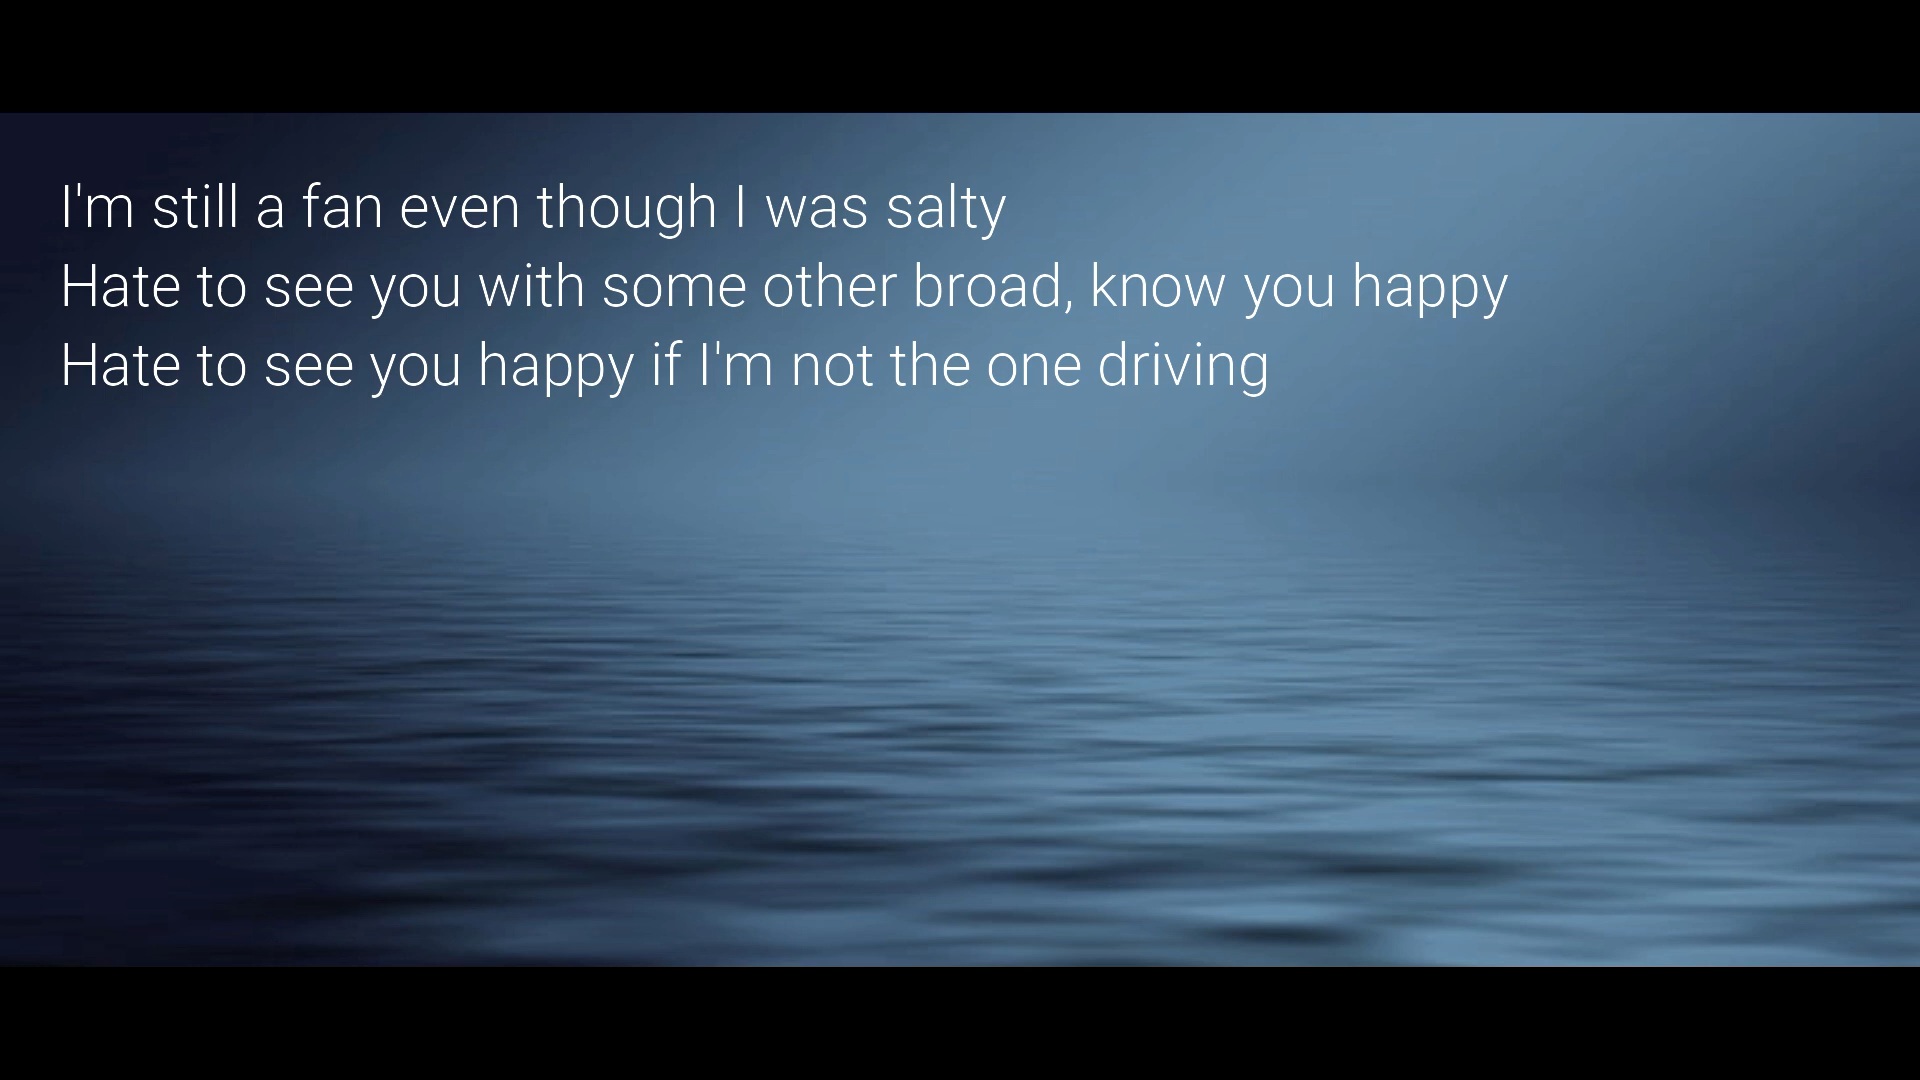 I'm still a fan even though I was salty
Hate to see you with some other broad, know you happy
Hate to see you happy if I'm not the one driving